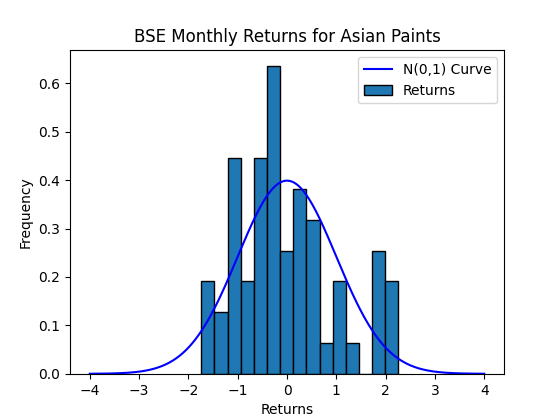 BSE Monthly Returns for Asian Paints
N(0,1) Curve
Returns
Frequency
0.6
0.5
0.4
0.3
0.2
0.1
0.0
−4 −3 −2 −1 0 1 2 3 4
Returns